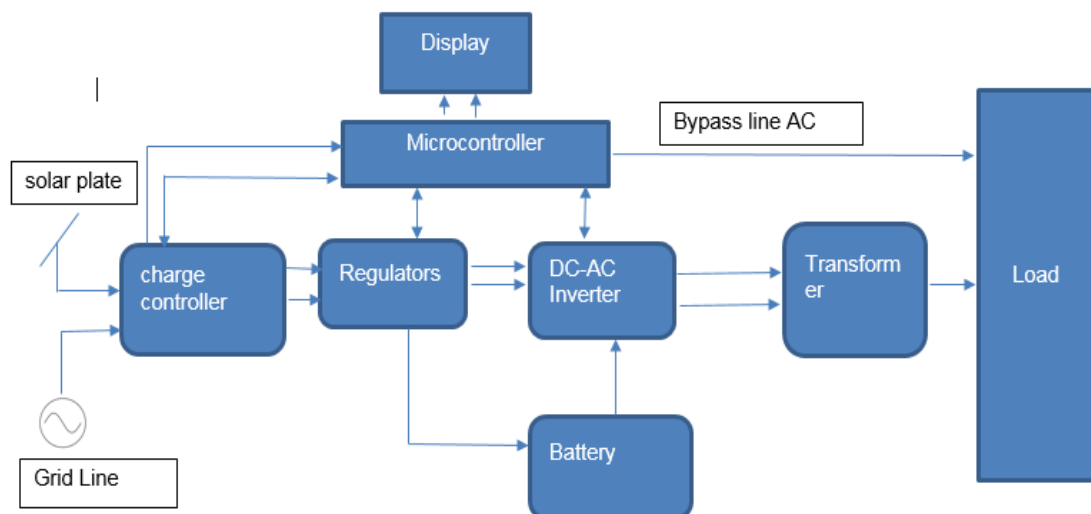 Display
Bypass line AC
Microcontroller
solar plate
charge
controller
Regulators
DC-AC
Inverter
Transform
er
Load
Battery
Grid Line